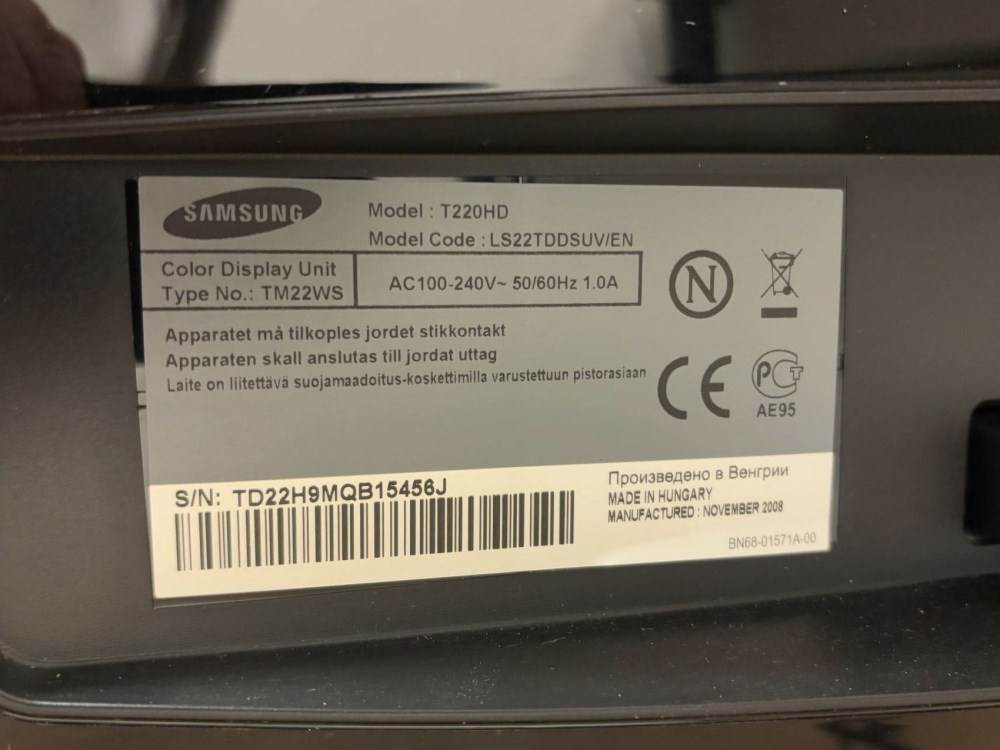 SAMSUNG
Model : T220HD
Model Code : LS22TDDSUV/EN
Color Display Unit
Type No.: TM22WS
AC100-240V~ 50/60Hz 1.0A
N
Apparatet må tilkoples jordet stikkontakt
Apparaten skall anslutas till jordat uttag
Laite on liitettävä suojamaadoitus-koskettimilla varustettuun pistorasiaan
CE
PCT
AE95
S/N: TD22H9MQB15456J
Произведено в Венгрии
MADE IN HUNGARY
MANUFACTURED : NOVEMBER 2008
BN68-01571A-00